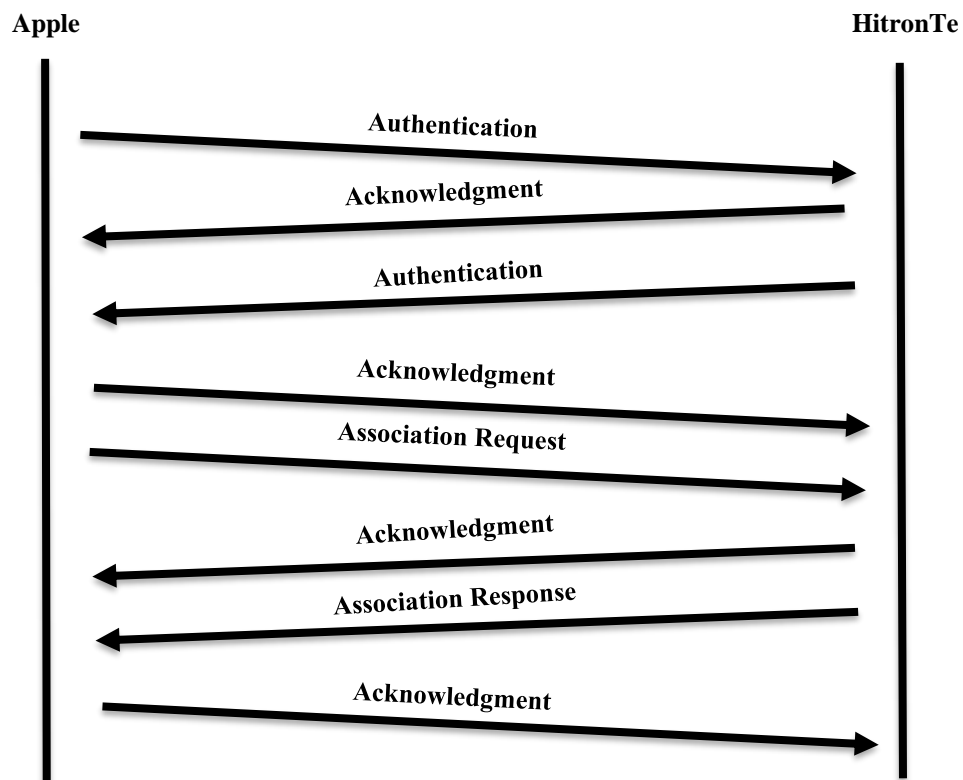 Apple
HitronTe
Authentication
Acknowledgment
Authentication
Acknowledgment
Association Request
Acknowledgment
Association Response
Acknowledgment